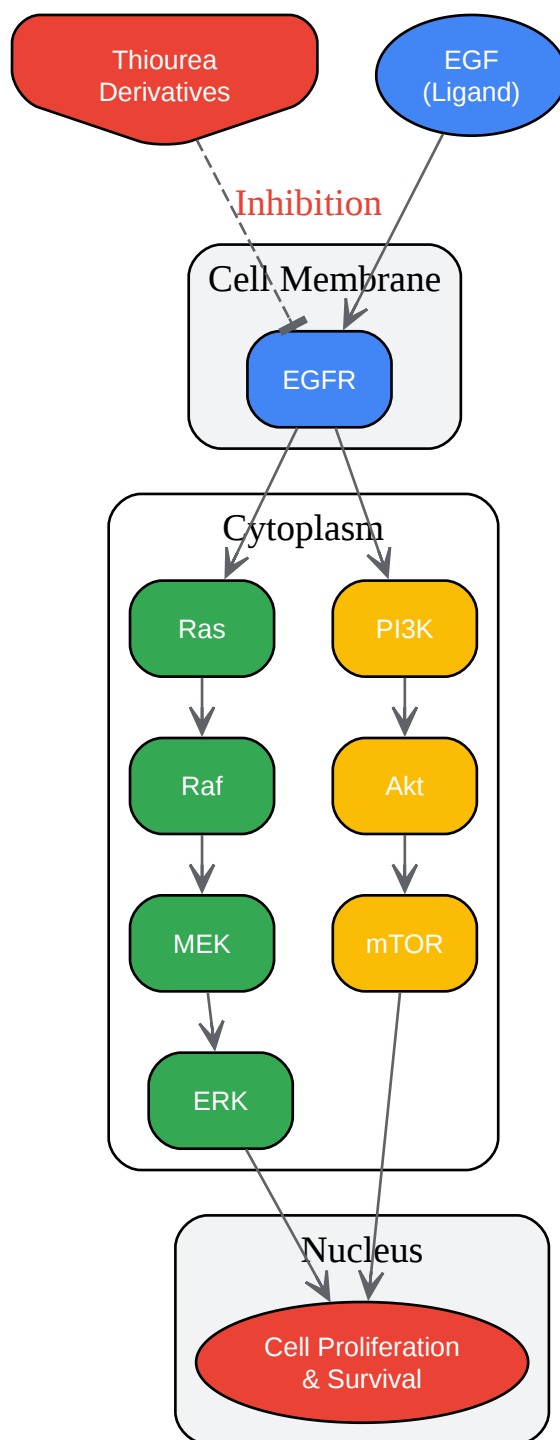 Thiourea
Derivatives
EGF
(Ligand)
Inhibition
Cell Membrane
EGFR
Cytoplasm
Ras
PI3K
Raf
Akt
MEK
mTOR
ERK
Nucleus
Cell Proliferation
& Survival